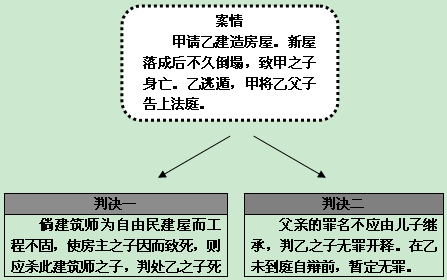 案情
甲请乙建造房屋。新屋
落成后不久倒塌，致甲之子
身亡。乙逃遁，甲将乙父子
告上法庭。
判决一
倘建筑师为自由民建屋而工
程不固，使房主之子因而致死，则
应杀此建筑师之子，判处乙之子死
判决二
父亲的罪名不应由儿子继
承，判乙之子无罪开释。在乙
未到庭自辩前，暂定无罪。